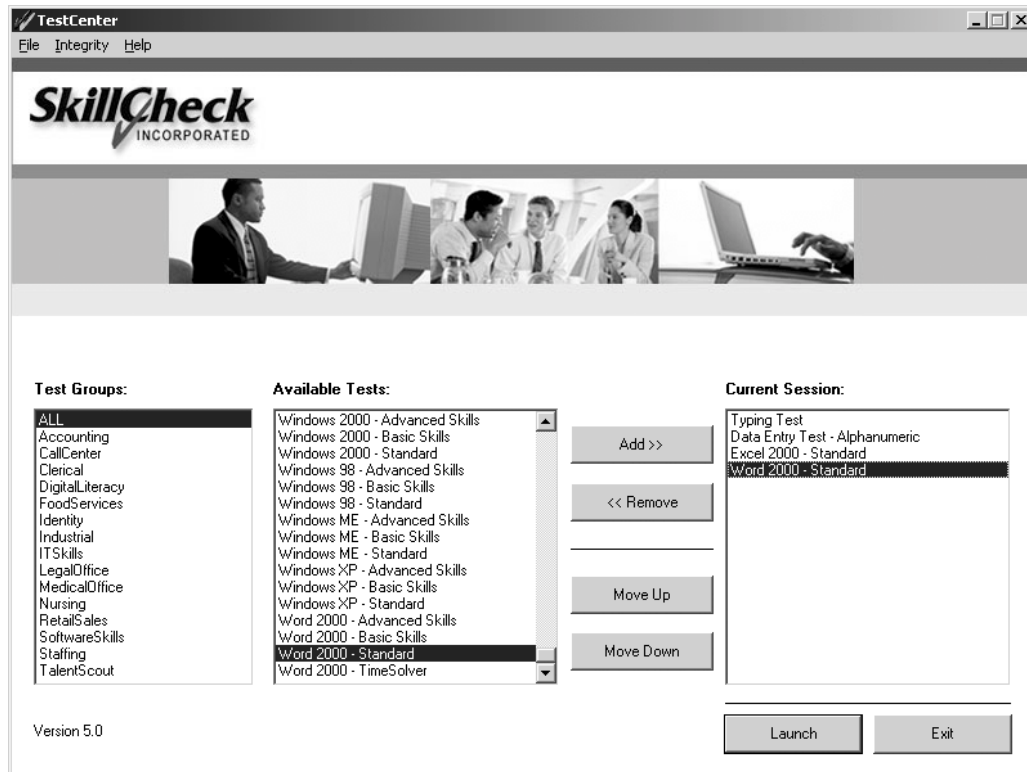 TestCenter
File Integrity Help
SkillCheck
INCORPORATED
Test Groups:
ALL
Accounting
CallCenter
Clerical
DigitalLiteracy
FoodServices
Identity
Industrial
ITSkills
LegalOffice
MedicalOffice
Nursing
RetailSales
SoftwareSkills
Staffing
TalentScout
Available Tests:
Windows 2000 - Advanced Skills
Windows 2000 - Basic Skills
Windows 2000 - Standard
Windows 98 - Advanced Skills
Windows 98 - Basic Skills
Windows 98 - Standard
Windows ME - Advanced Skills
Windows ME - Basic Skills
Windows ME - Standard
Windows XP - Advanced Skills
Windows XP - Basic Skills
Windows XP - Standard
Word 2000 - Advanced Skills
Word 2000 - Basic Skills
Word 2000 - Standard
Word 2000 - TimeSolver
Add >>
<< Remove
Move Up
Move Down
Current Session:
Typing Test
Data Entry Test - Alphanumeric
Excel 2000 - Standard
Word 2000 - Standard
Version 5.0
Launch
Exit